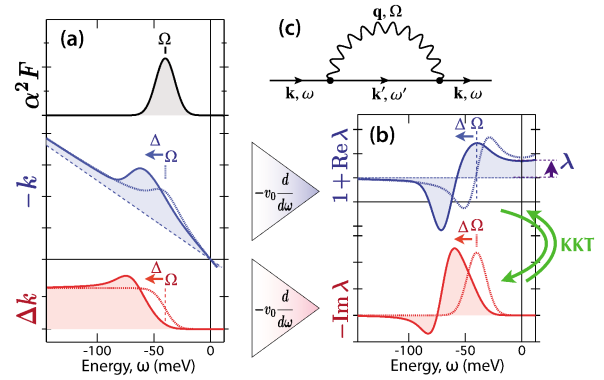 (a)
Ω
α²F
(c)
q, Ω
k, ω
k′, ω′
k, ω
−k
Δ
Ω
−v₀ d/dω
(b)
Δ Ω
1+Re λ
λ
KKT
Δk
Δ
Ω
−v₀ d/dω
Δ Ω
−Im λ
-100
-50
0
Energy, ω (meV)
-100
-50
0
Energy, ω (meV)